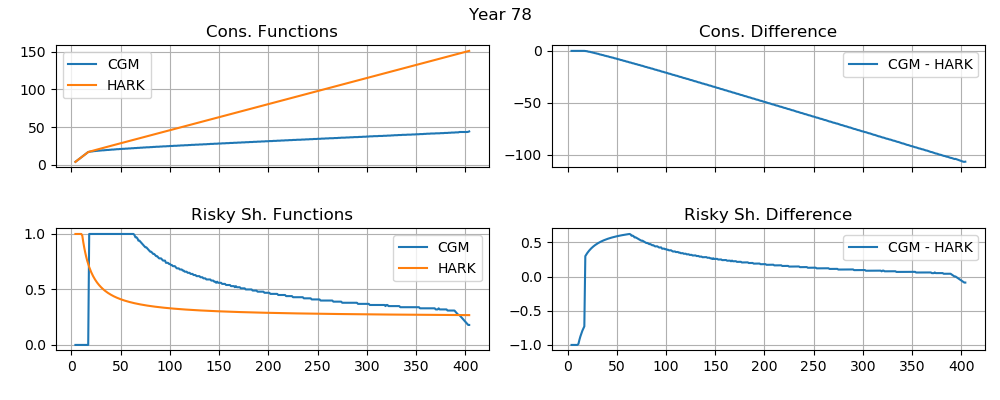 Year 78
Cons. Functions
150
100
50
0
CGM
HARK
Cons. Difference
0
−50
−100
CGM - HARK
Risky Sh. Functions
1.0
0.5
0.0
0 50 100 150 200 250 300 350 400
CGM
HARK
Risky Sh. Difference
0.5
0.0
−0.5
−1.0
0 50 100 150 200 250 300 350 400
CGM - HARK